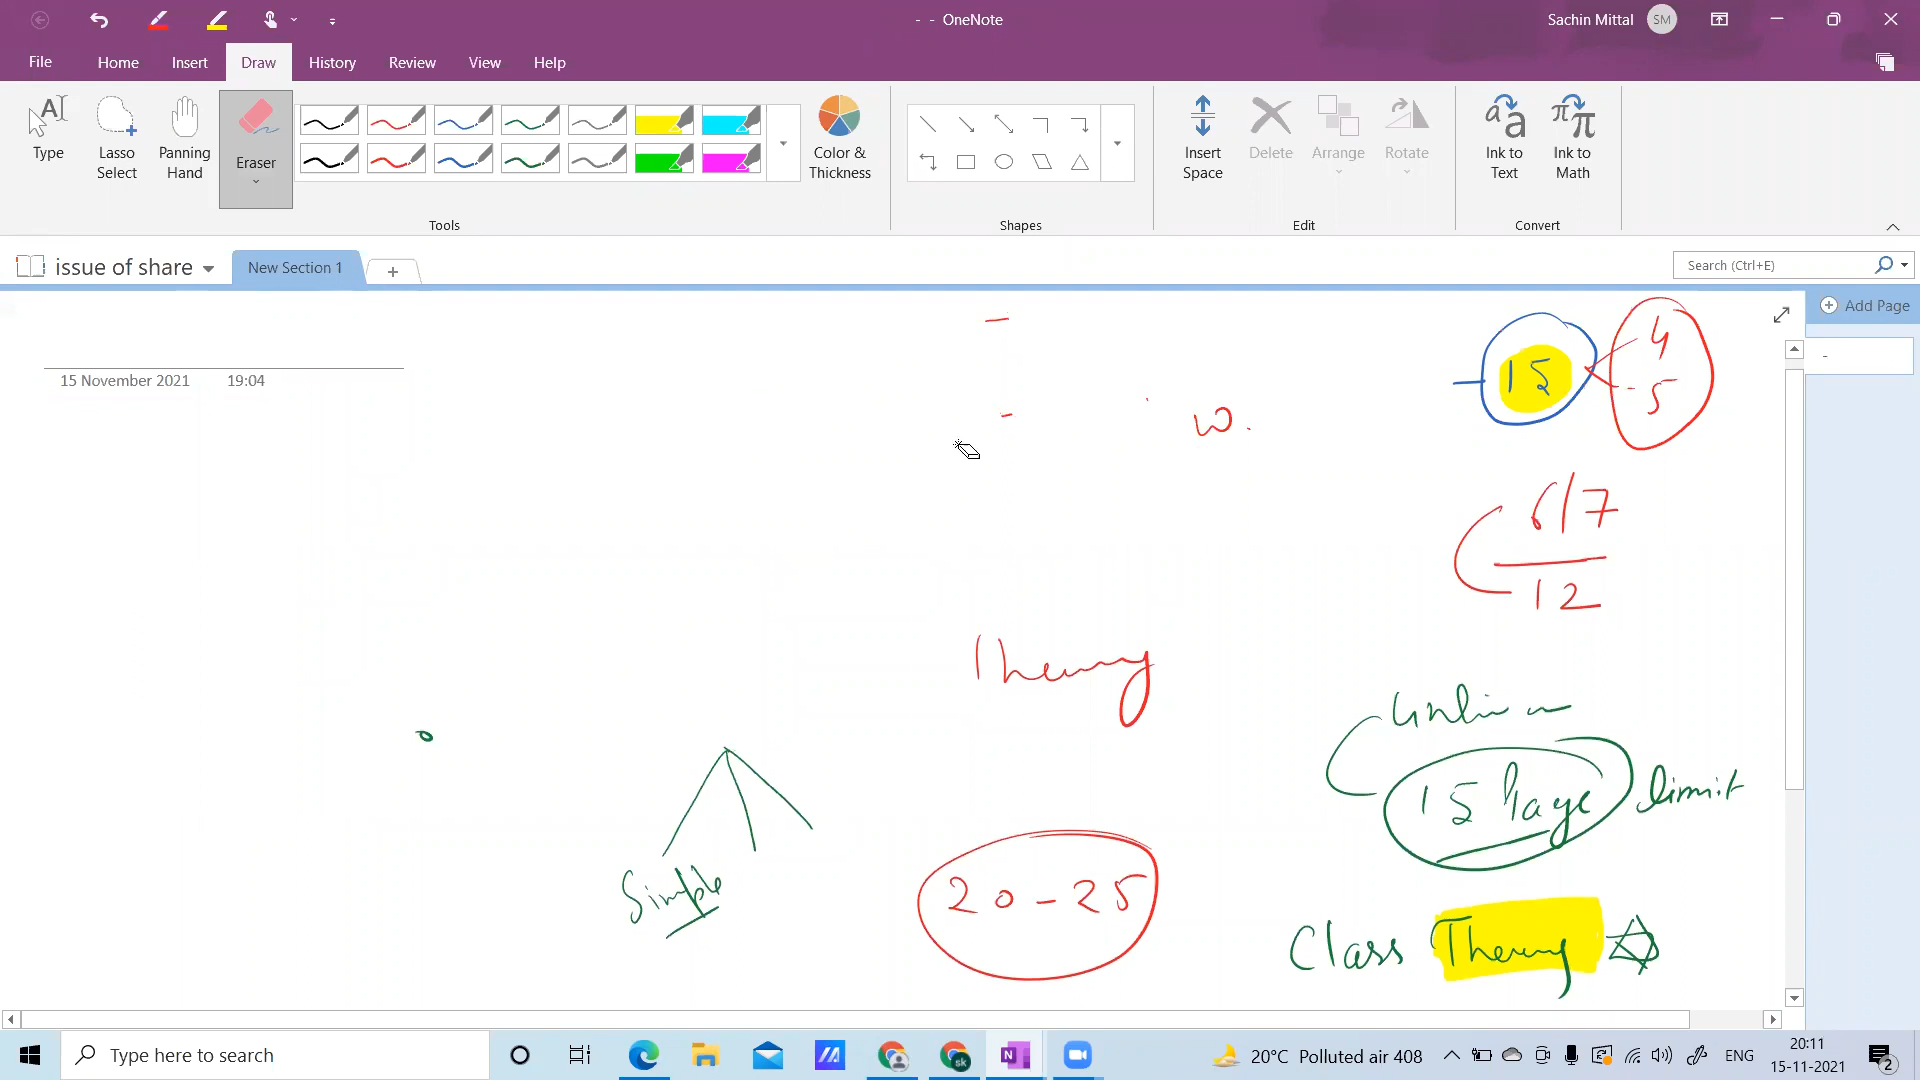 - - OneNote
Sachin Mittal SM
File Home Insert Draw History Review View Help
Type
Lasso Select
Panning Hand
Eraser
Color & Thickness
Insert Space
Delete
Arrange
Rotate
Ink to Text
Ink to Math
Tools
Shapes
Edit
Convert
issue of share
New Section 1
Search (Ctrl+E)
Add Page
-
15 November 2021 19:04
15
4
5
w.
6/7
12
Theory
15 Page limit
Simple
20-25
Class Theory
Type here to search
20°C Polluted air 408
ENG
20:11
15-11-2021
2